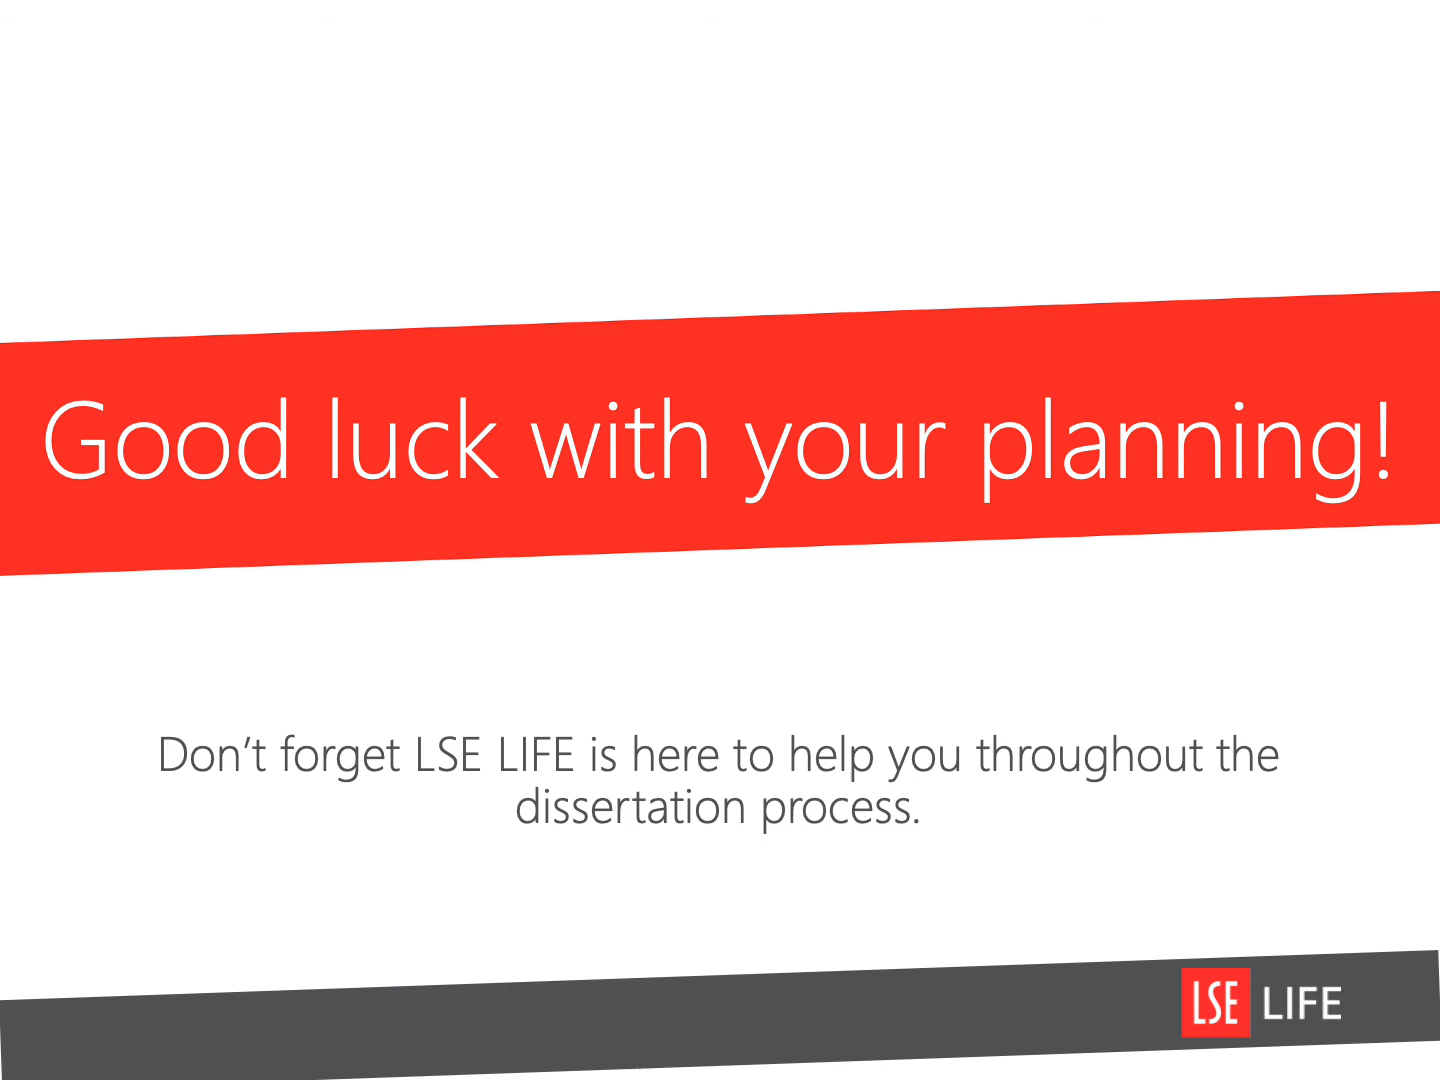 Good luck with your planning!
Don’t forget LSE LIFE is here to help you throughout the
dissertation process.
LSE LIFE